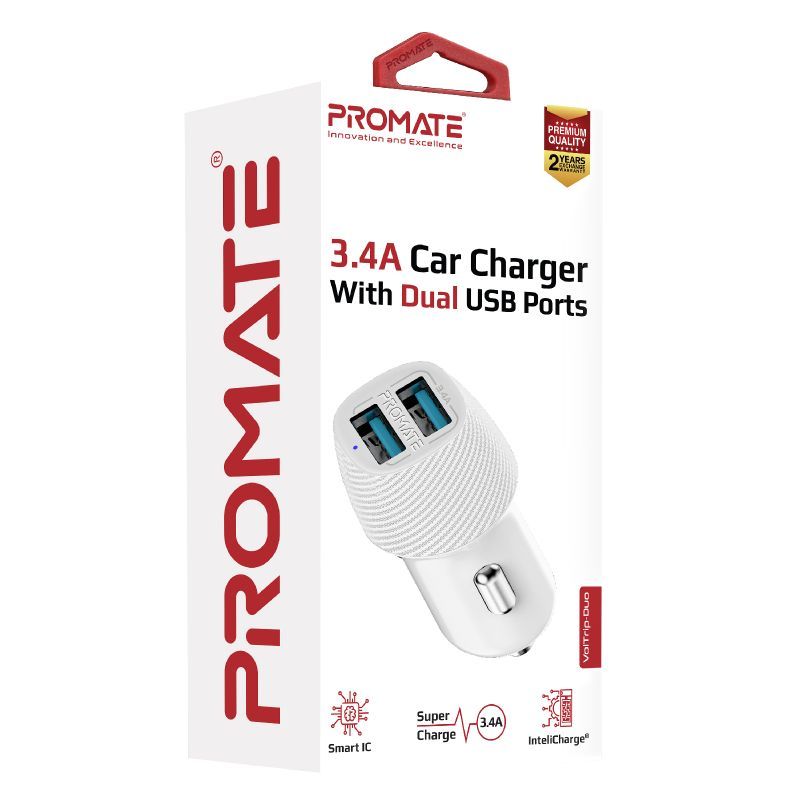 PROMATE
PROMATE®
Innovation and Excellence
PREMIUM
QUALITY
2 YEARS
EXCHANGE
WARRANTY
PROMATE®
3.4A Car Charger
With Dual USB Ports
3.4A
PROMATE
VolTrip-Duo
Smart IC
Super
Charge
3.4A
InteliCharge®